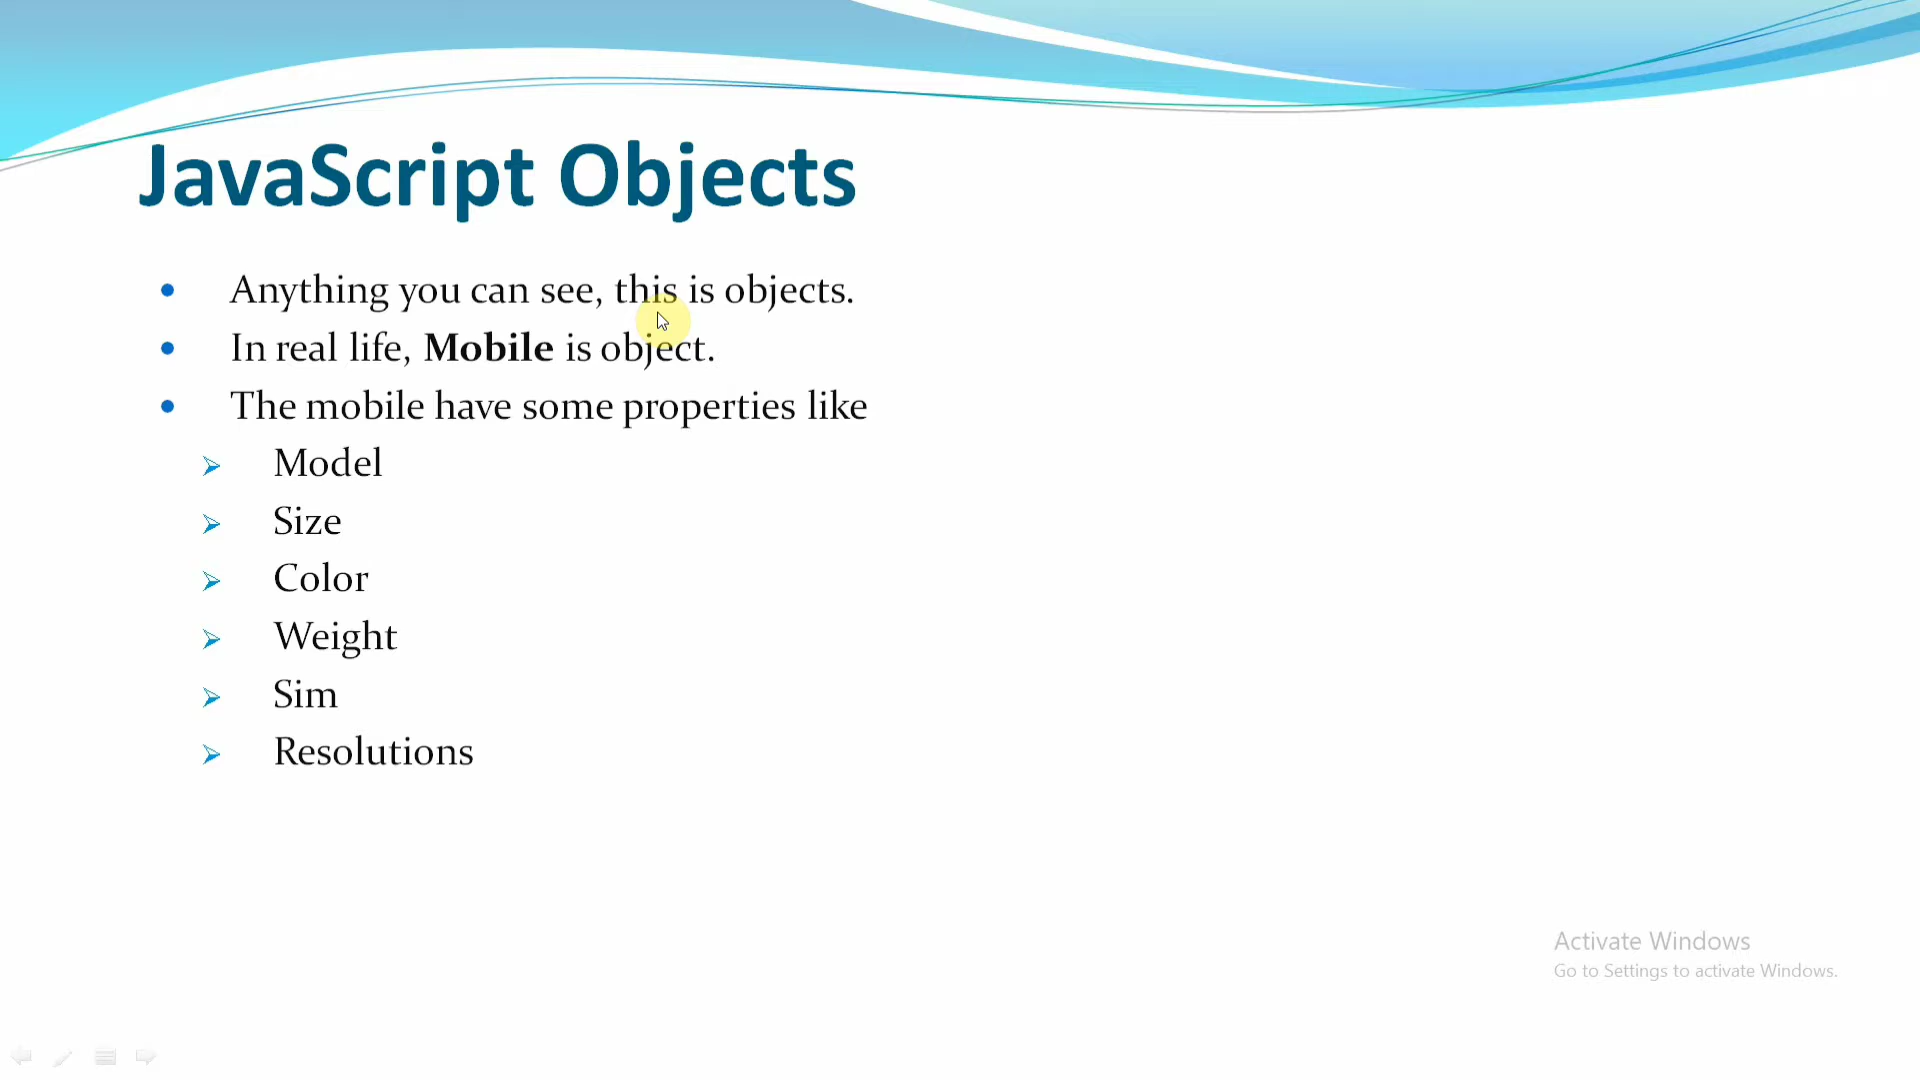 JavaScript Objects
Anything you can see, this is objects.
In real life, Mobile is object.
The mobile have some properties like
Model
Size
Color
Weight
Sim
Resolutions
Activate Windows
Go to Settings to activate Windows.